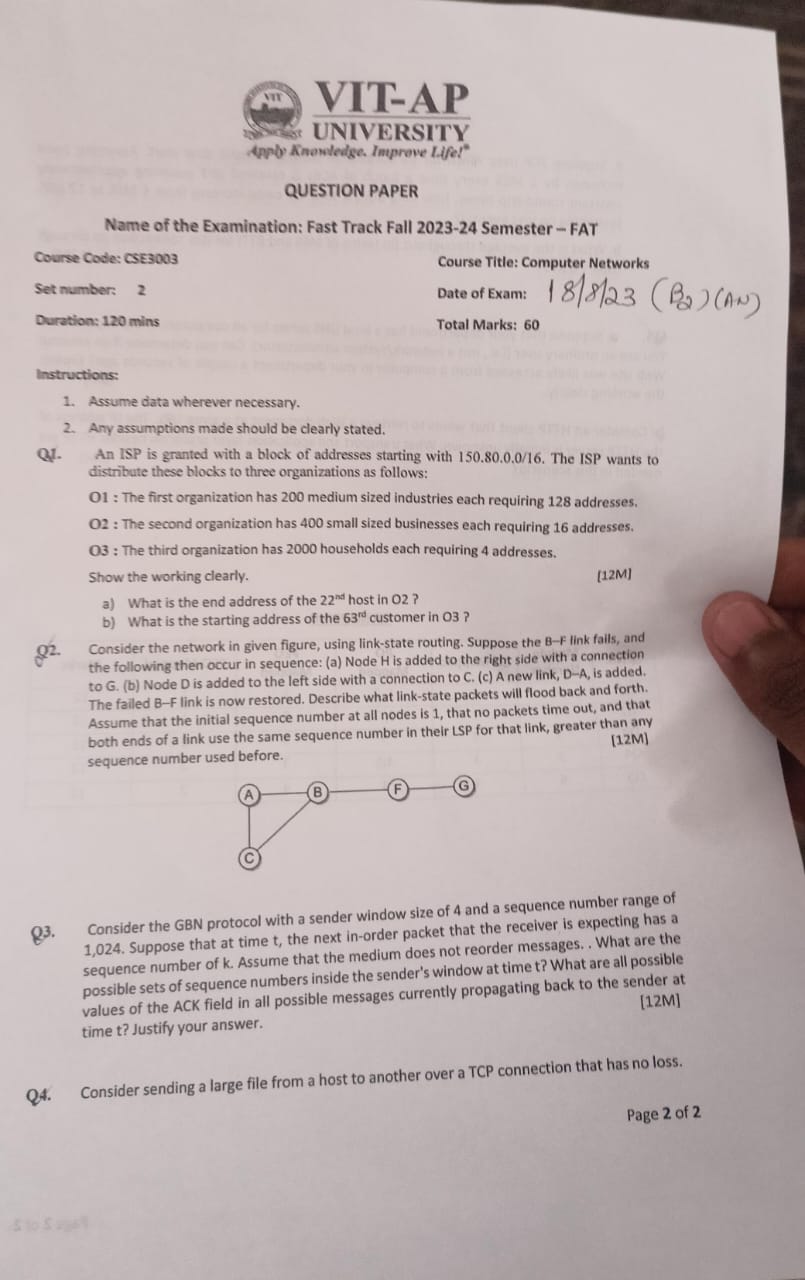 VIT-AP
UNIVERSITY
Apply Knowledge. Improve Life!®
QUESTION PAPER
Name of the Examination: Fast Track Fall 2023-24 Semester – FAT
Course Code: CSE3003
Course Title: Computer Networks
Set number: 2
Date of Exam: 18/8/23 (B2) (AN)
Duration: 120 mins
Total Marks: 60
Instructions:
1. Assume data wherever necessary.
2. Any assumptions made should be clearly stated.
Q1. An ISP is granted with a block of addresses starting with 150.80.0.0/16. The ISP wants to
distribute these blocks to three organizations as follows:
O1 : The first organization has 200 medium sized industries each requiring 128 addresses.
O2 : The second organization has 400 small sized businesses each requiring 16 addresses.
O3 : The third organization has 2000 households each requiring 4 addresses.
Show the working clearly. [12M]
a) What is the end address of the 22nd host in O2 ?
b) What is the starting address of the 63rd customer in O3 ?
Q2. Consider the network in given figure, using link-state routing. Suppose the B–F link fails, and
the following then occur in sequence: (a) Node H is added to the right side with a connection
to G. (b) Node D is added to the left side with a connection to C. (c) A new link, D–A, is added.
The failed B–F link is now restored. Describe what link-state packets will flood back and forth.
Assume that the initial sequence number at all nodes is 1, that no packets time out, and that
both ends of a link use the same sequence number in their LSP for that link, greater than any
sequence number used before. [12M]
A B F G
C
Q3. Consider the GBN protocol with a sender window size of 4 and a sequence number range of
1,024. Suppose that at time t, the next in-order packet that the receiver is expecting has a
sequence number of k. Assume that the medium does not reorder messages. . What are the
possible sets of sequence numbers inside the sender's window at time t? What are all possible
values of the ACK field in all possible messages currently propagating back to the sender at
time t? Justify your answer. [12M]
Q4. Consider sending a large file from a host to another over a TCP connection that has no loss.
Page 2 of 2